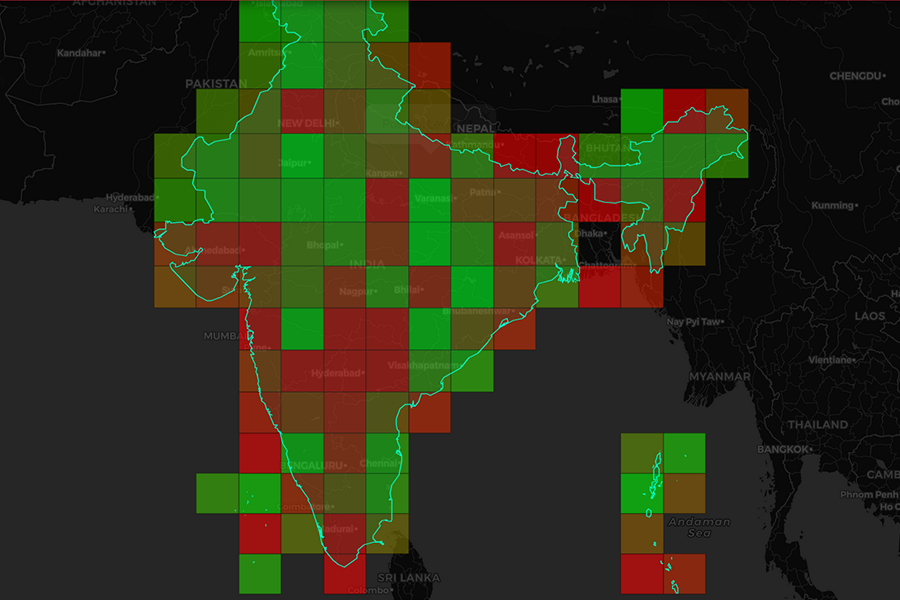 AFGHANISTAN
Kandahar
Amritsar
PAKISTAN
CHENGDU
Lhasa
NEW DELHI
NEPAL
Kathmandu
BHUTAN
Jaipur
Kanpur
Hyderabad
Karachi
Varanasi
Patna
Kunming
BANGLADESH
Dhaka
Ahmadabad
Bhopal
Asansol
INDIA
KOLKATA
Chattogram
Nagpur
Bhilai
Bhubaneshwar
Nay Pyi Taw
LAOS
MUMBAI
Vientiane
Hyderabad
Visakhapatnam
MYANMAR
THAILAND
BANGKOK
BENGALURU
Chennai
CAMB
Phnom Penh
Ho C
Coimbatore
Madurai
Andaman
Sea
SRI LANKA
Colombo